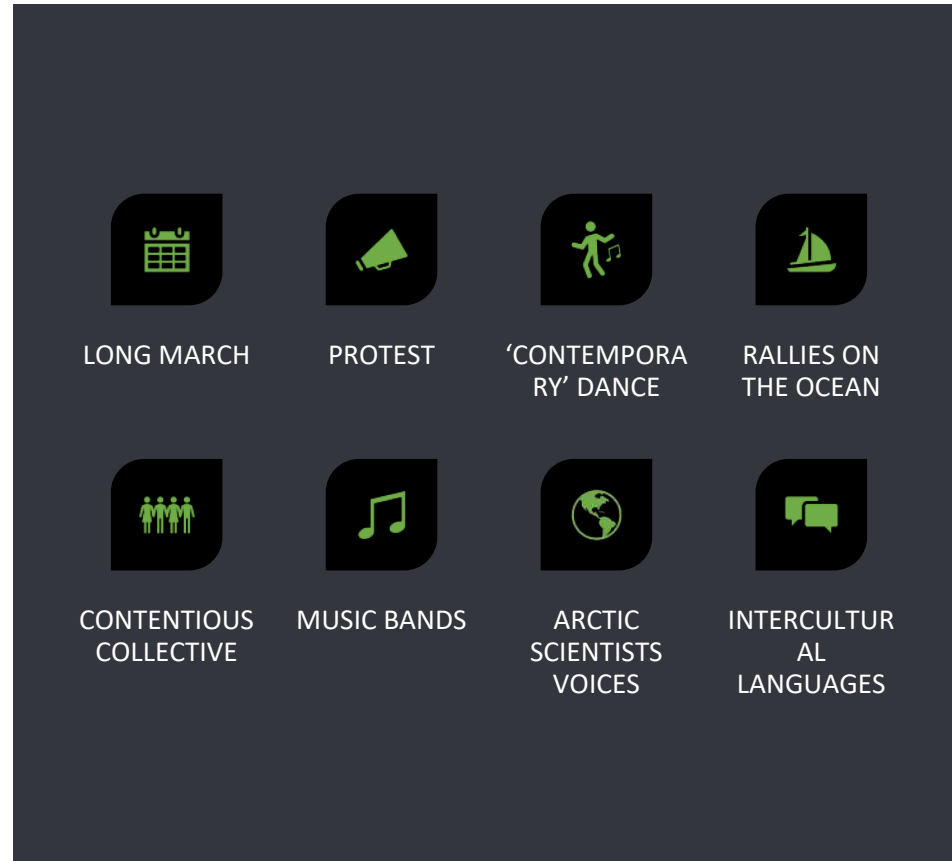 LONG MARCH
PROTEST
‘CONTEMPORA
RY’ DANCE
RALLIES ON
THE OCEAN
CONTENTIOUS
COLLECTIVE
MUSIC BANDS
ARCTIC
SCIENTISTS
VOICES
INTERCULTUR
AL
LANGUAGES